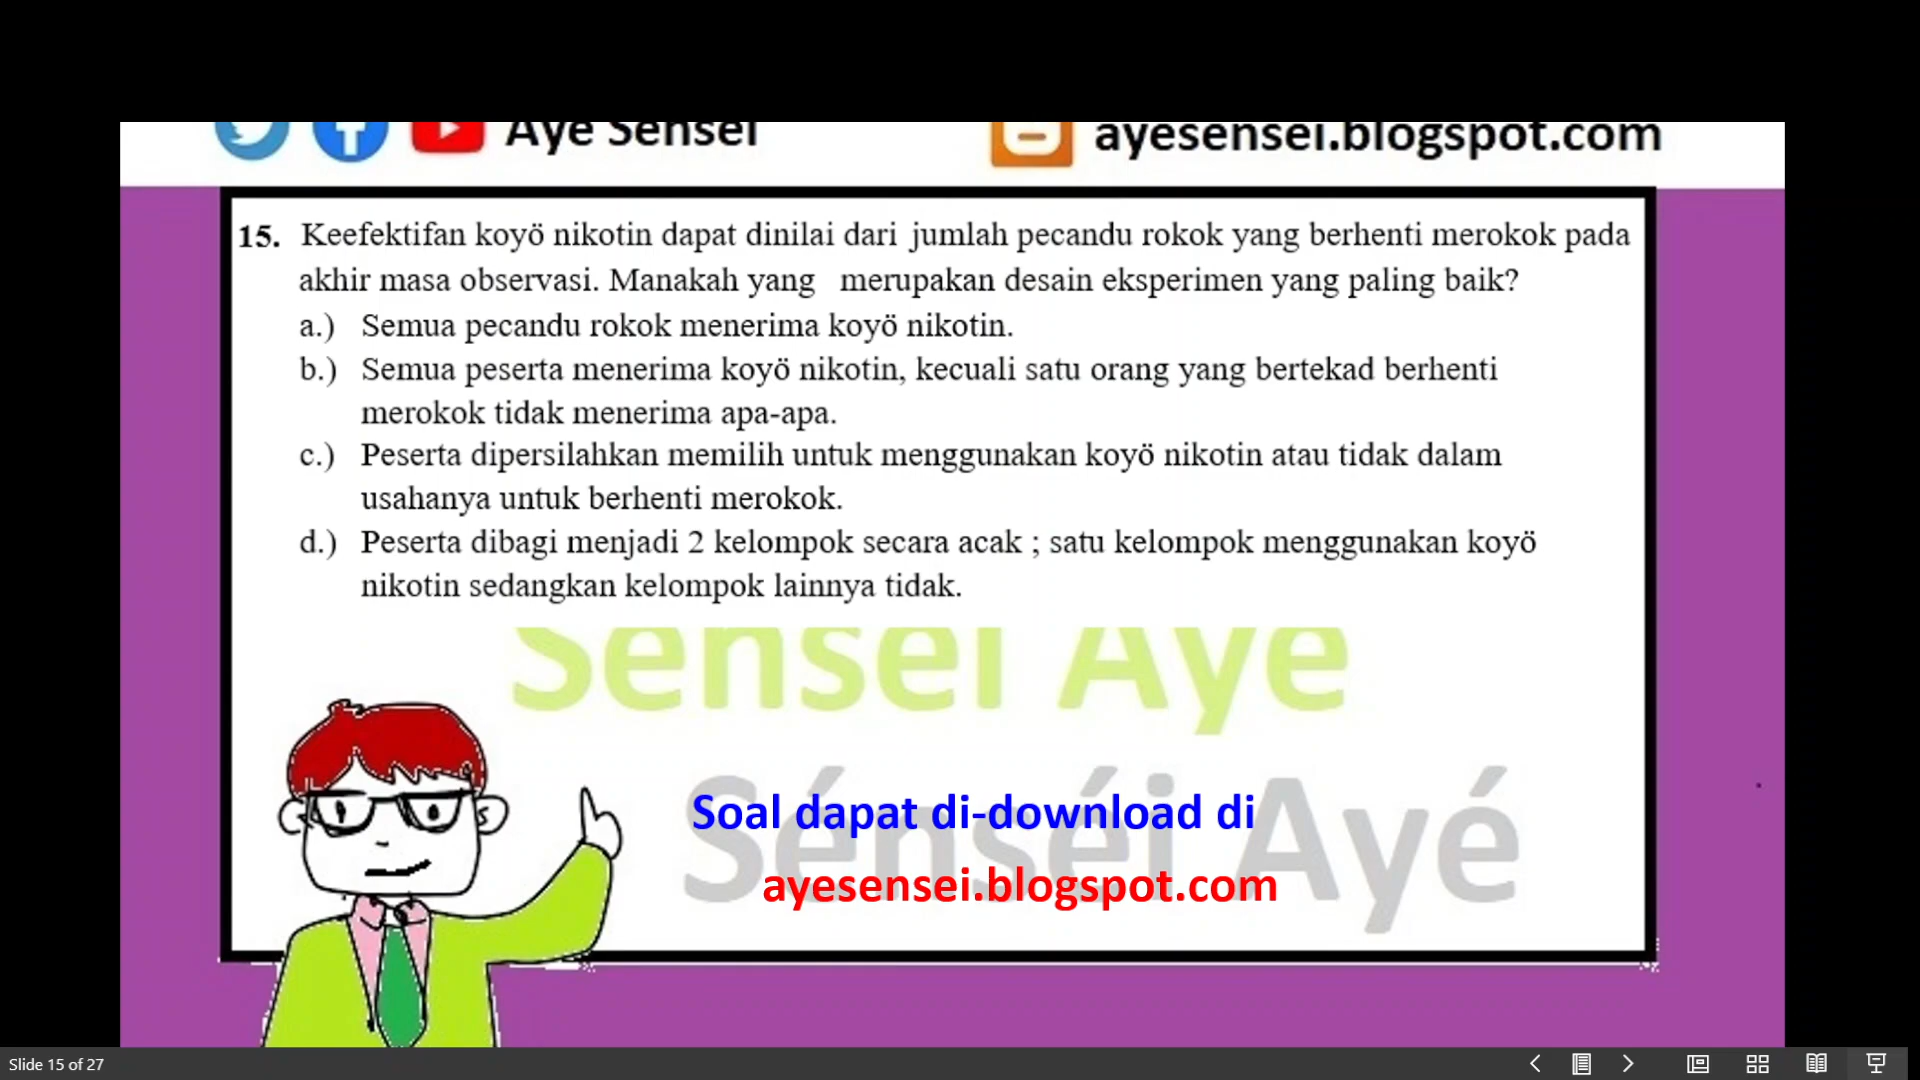 Aye Sensei
ayesensei.blogspot.com
15. Keefektifan koyö nikotin dapat dinilai dari jumlah pecandu rokok yang berhenti merokok pada
akhir masa observasi. Manakah yang merupakan desain eksperimen yang paling baik?
a.) Semua pecandu rokok menerima koyö nikotin.
b.) Semua peserta menerima koyö nikotin, kecuali satu orang yang bertekad berhenti
merokok tidak menerima apa-apa.
c.) Peserta dipersilahkan memilih untuk menggunakan koyö nikotin atau tidak dalam
usahanya untuk berhenti merokok.
d.) Peserta dibagi menjadi 2 kelompok secara acak ; satu kelompok menggunakan koyö
nikotin sedangkan kelompok lainnya tidak.
Sensei Aye
Sénséi Ayé
Soal dapat di-download di
ayesensei.blogspot.com
Slide 15 of 27